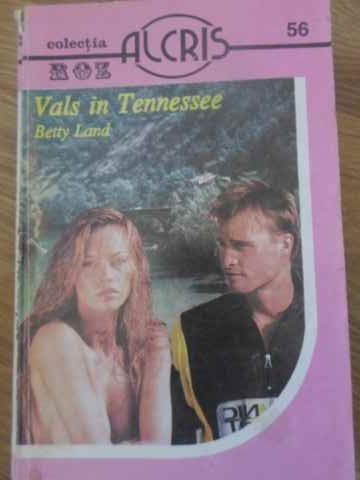 colecția
ALCRIS
ROZ
56
Vals in Tennessee
Betty Land